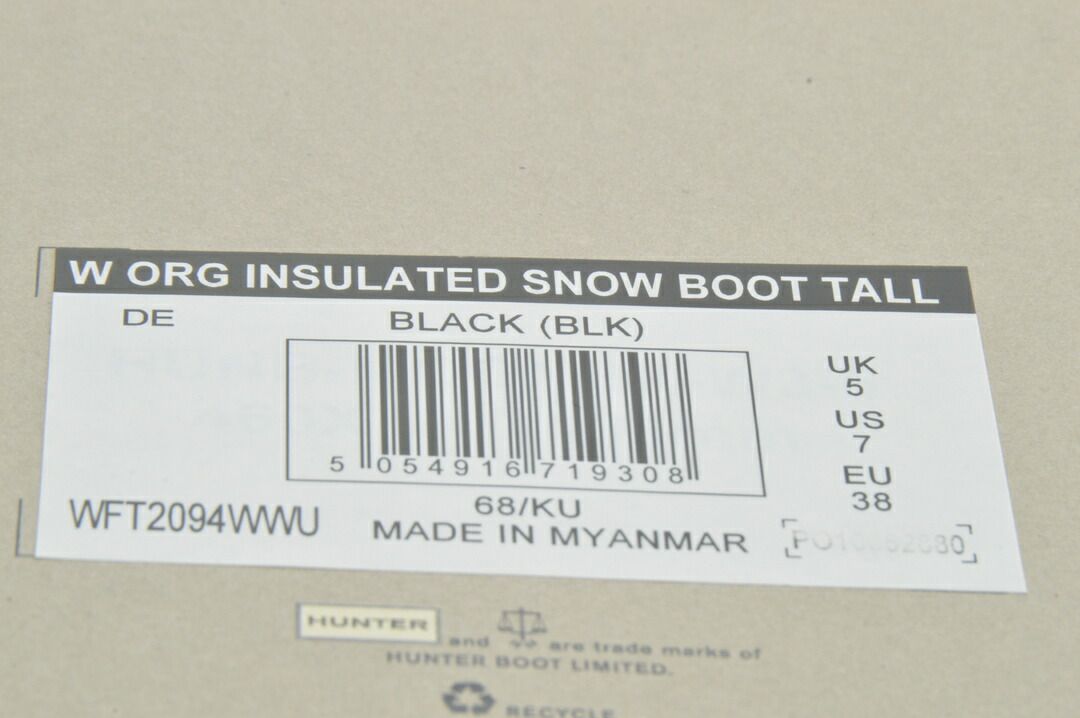 W ORG INSULATED SNOW BOOT TALL
DE
BLACK (BLK)
5 054916 719308
UK
5
US
7
EU
38
68/KU
WFT2094WWU
MADE IN MYANMAR
HUNTER and are trade marks of
HUNTER BOOT LIMITED.
RECYCLE